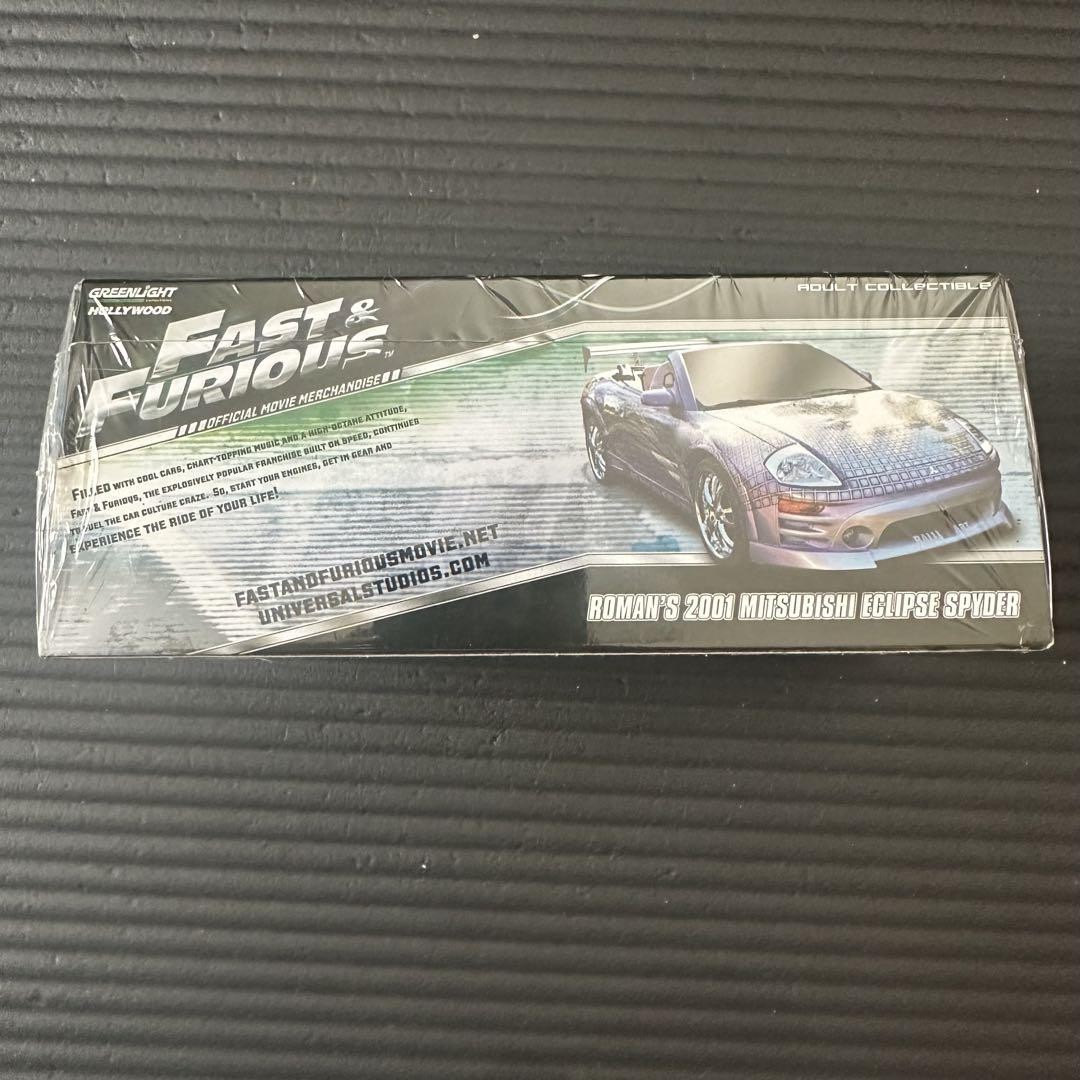 GREENLIGHT
HOLLYWOOD
ADULT COLLECTIBLE
FAST &
FURIOUS™
OFFICIAL MOVIE MERCHANDISE
FILLED WITH COOL CARS, CHART-TOPPING MUSIC AND A HIGH-OCTANE ATTITUDE,
FAST & FURIOUS, THE EXPLOSIVELY POPULAR FRANCHISE BUILT ON SPEED, CONTINUES
TO FUEL THE CAR CULTURE CRAZE. SO, START YOUR ENGINES, GET IN GEAR AND
EXPERIENCE THE RIDE OF YOUR LIFE!
FASTANDFURIOUSMOVIE.NET
UNIVERSALSTUDIOS.COM
ROMAN'S 2001 MITSUBISHI ECLIPSE SPYDER